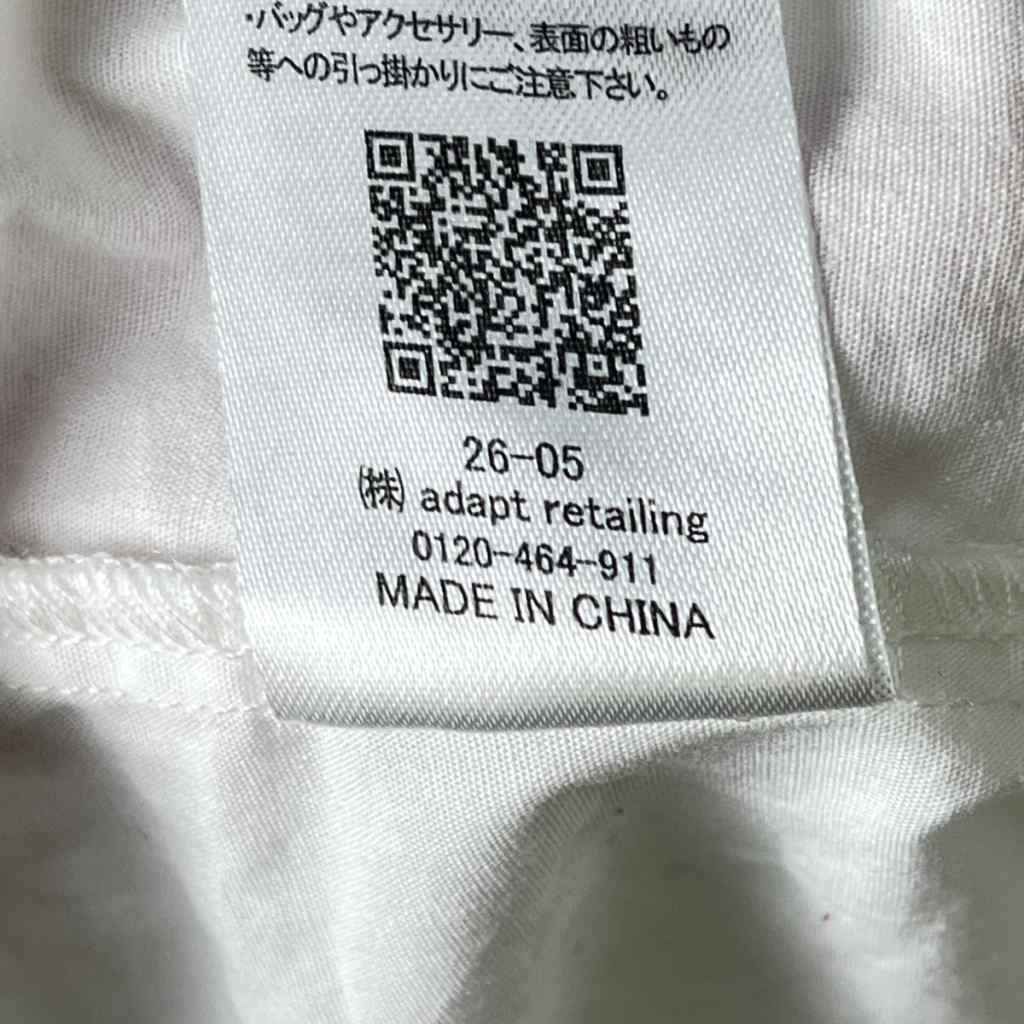 ・バッグやアクセサリー、表面の粗いもの
等への引っ掛かりにご注意下さい。
26-05
㈱ adapt retailing
0120-464-911
MADE IN CHINA